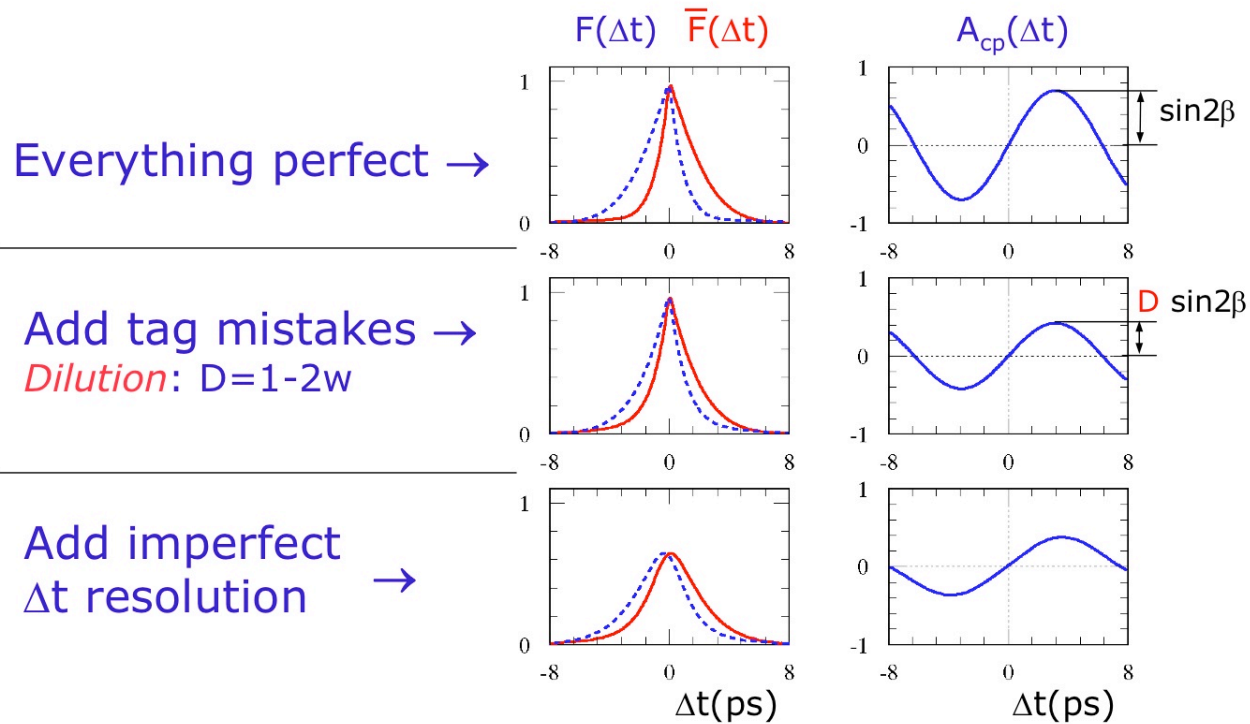 F(Δt) F̅(Δt)
A_cp(Δt)
Everything perfect →
1
0
-8 0 8
1
0
-1
-8 0 8
sin2β
Add tag mistakes →
Dilution: D=1-2w
1
0
-8 0 8
1
0
-1
-8 0 8
D sin2β
Add imperfect
Δt resolution →
1
0
-8 0 8
Δt(ps)
1
0
-1
-8 0 8
Δt(ps)